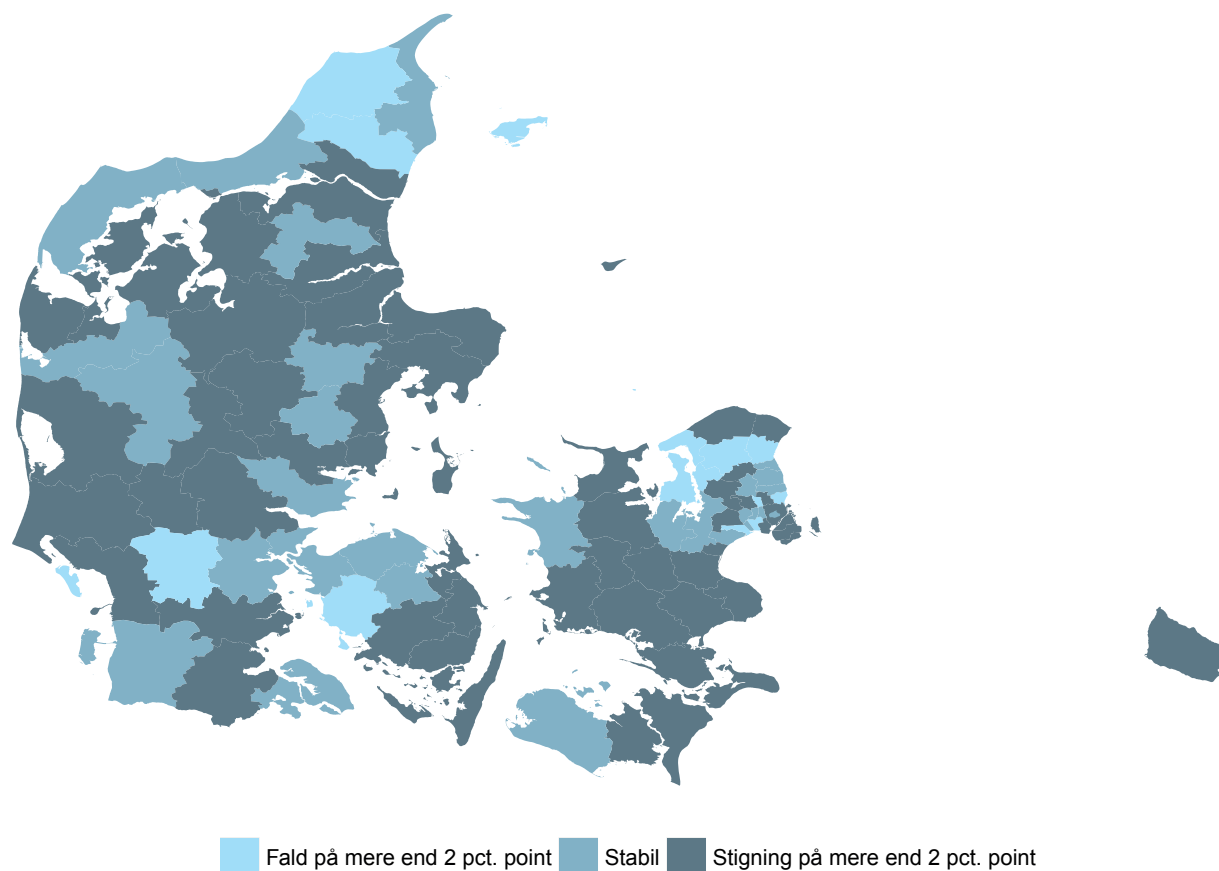 Fald på mere end 2 pct. point Stabil Stigning på mere end 2 pct. point